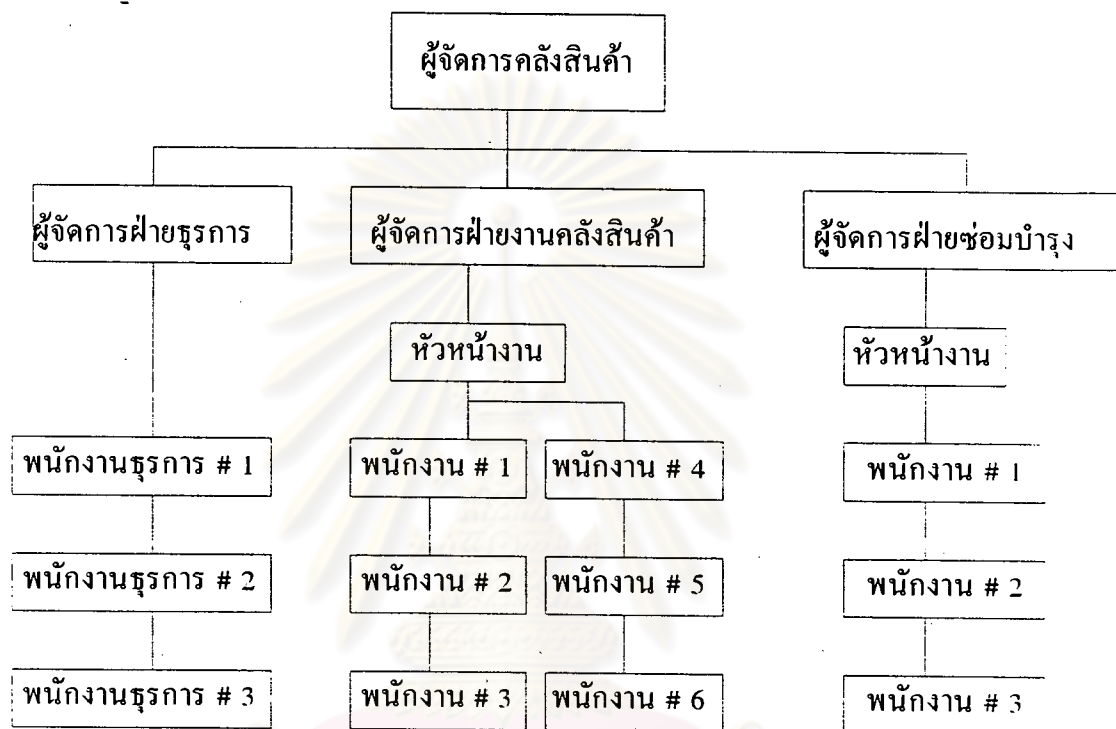 ผู้จัดการคลังสินค้า
ผู้จัดการฝ่ายธุรการ
ผู้จัดการฝ่ายงานคลังสินค้า
ผู้จัดการฝ่ายซ่อมบำรุง
หัวหน้างาน
หัวหน้างาน
พนักงานธุรการ # 1
พนักงาน # 1
พนักงาน # 4
พนักงาน # 1
พนักงานธุรการ # 2
พนักงาน # 2
พนักงาน # 5
พนักงาน # 2
พนักงานธุรการ # 3
พนักงาน # 3
พนักงาน # 6
พนักงาน # 3